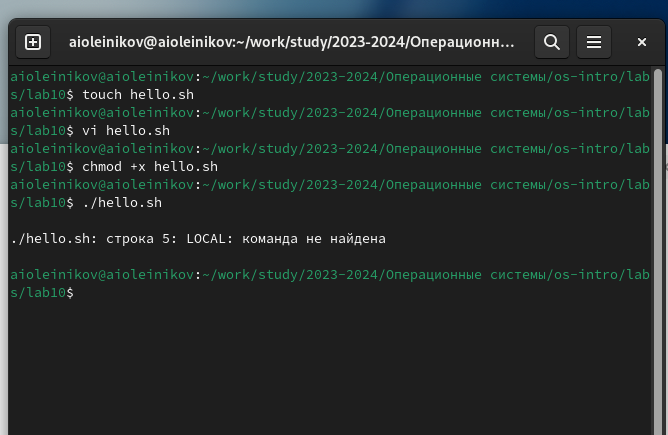 aioleinikov@aioleinikov:~/work/study/2023-2024/Операционн...
aioleinikov@aioleinikov:~/work/study/2023-2024/Операционные системы/os-intro/lab
s/lab10$ touch hello.sh
aioleinikov@aioleinikov:~/work/study/2023-2024/Операционные системы/os-intro/lab
s/lab10$ vi hello.sh
aioleinikov@aioleinikov:~/work/study/2023-2024/Операционные системы/os-intro/lab
s/lab10$ chmod +x hello.sh
aioleinikov@aioleinikov:~/work/study/2023-2024/Операционные системы/os-intro/lab
s/lab10$ ./hello.sh
./hello.sh: строка 5: LOCAL: команда не найдена
aioleinikov@aioleinikov:~/work/study/2023-2024/Операционные системы/os-intro/lab
s/lab10$